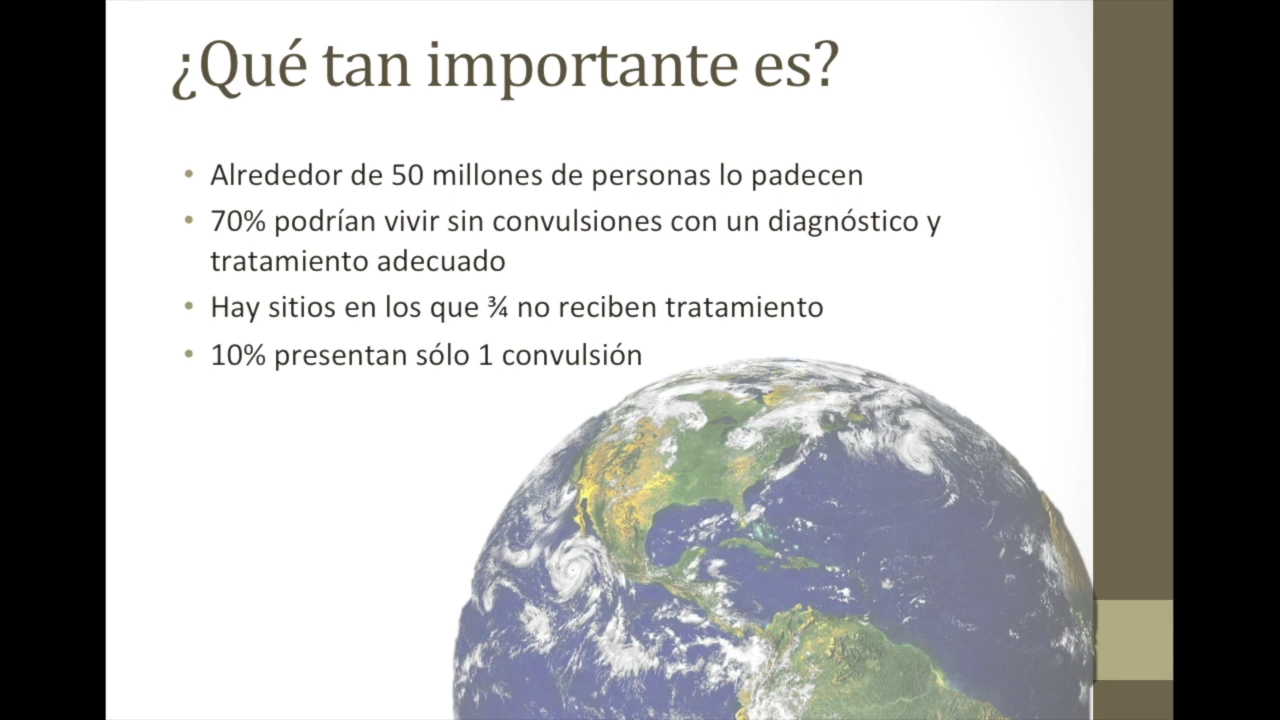 ¿Qué tan importante es?
• Alrededor de 50 millones de personas lo padecen
• 70% podrían vivir sin convulsiones con un diagnóstico y
tratamiento adecuado
• Hay sitios en los que ¾ no reciben tratamiento
• 10% presentan sólo 1 convulsión